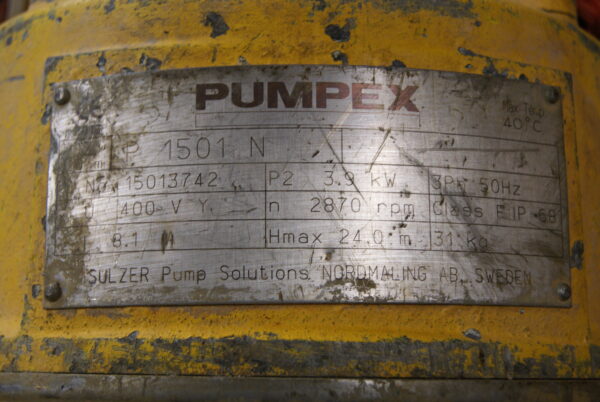 PUMPEX
Max Temp
40°C
P 1501 N
No 15013742 P2 3.9 kW 3Ph 50Hz
U 400 V Y n 2870 rpm Class F IP 68
8.1 Hmax 24.0 m 31 kg
SULZER Pump Solutions NORDMALING AB, SWEDEN